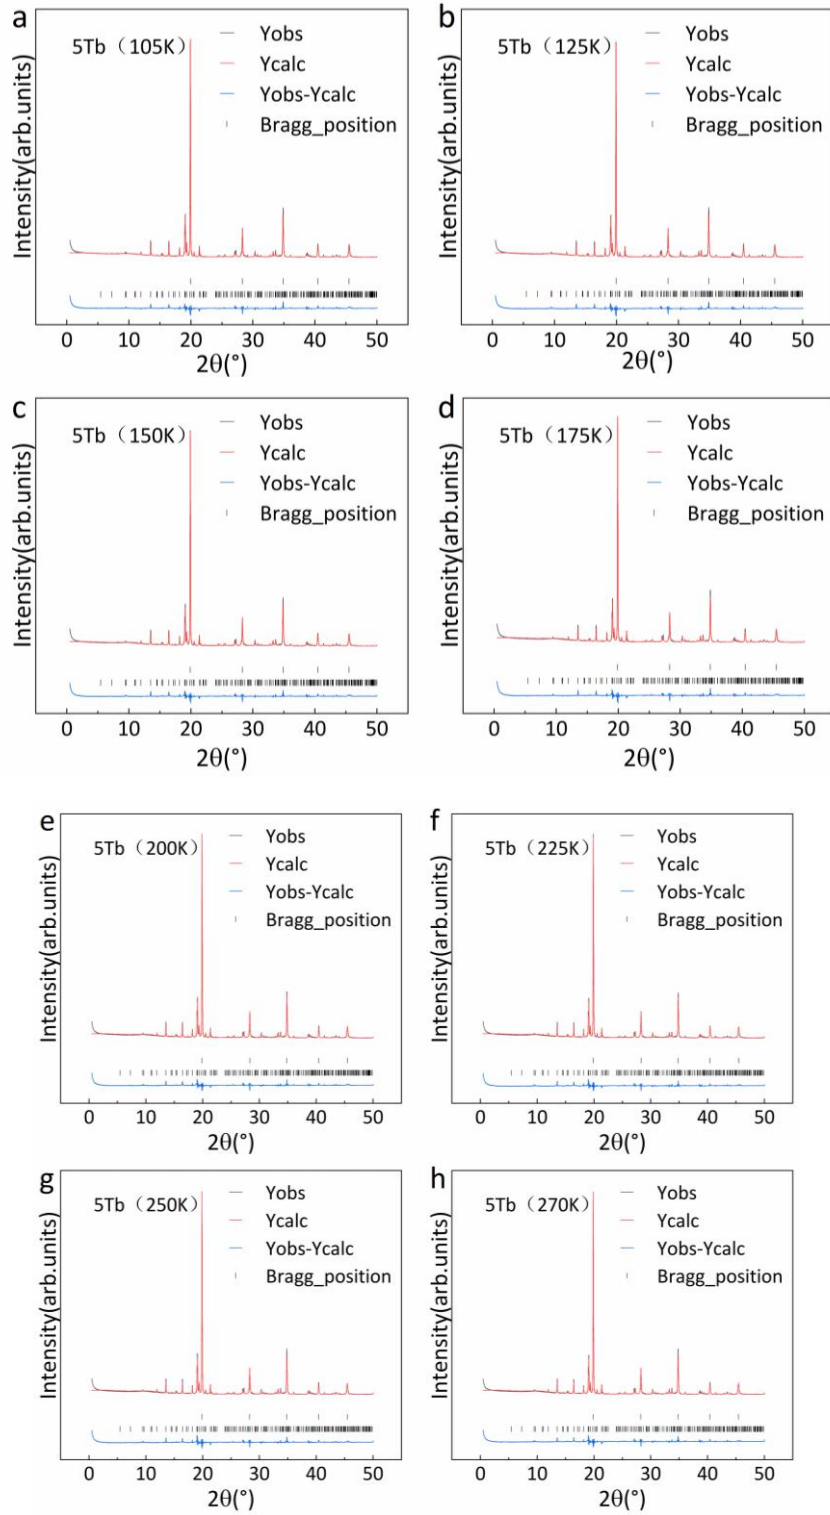 a
5Tb（105K）
Yobs
Ycalc
Yobs-Ycalc
Bragg_position
Intensity(arb.units)
0 10 20 30 40 50
2θ(°)
b
5Tb（125K）
Yobs
Ycalc
Yobs-Ycalc
Bragg_position
Intensity(arb.units)
0 10 20 30 40 50
2θ(°)
c
5Tb（150K）
Yobs
Ycalc
Yobs-Ycalc
Bragg_position
Intensity(arb.units)
0 10 20 30 40 50
2θ(°)
d
5Tb（175K）
Yobs
Ycalc
Yobs-Ycalc
Bragg_position
Intensity(arb.units)
0 10 20 30 40 50
2θ(°)
e
5Tb（200K）
Yobs
Ycalc
Yobs-Ycalc
Bragg_position
Intensity(arb.units)
0 10 20 30 40 50
2θ(°)
f
5Tb（225K）
Yobs
Ycalc
Yobs-Ycalc
Bragg_position
Intensity(arb.units)
0 10 20 30 40 50
2θ(°)
g
5Tb（250K）
Yobs
Ycalc
Yobs-Ycalc
Bragg_position
Intensity(arb.units)
0 10 20 30 40 50
2θ(°)
h
5Tb（270K）
Yobs
Ycalc
Yobs-Ycalc
Bragg_position
Intensity(arb.units)
0 10 20 30 40 50
2θ(°)